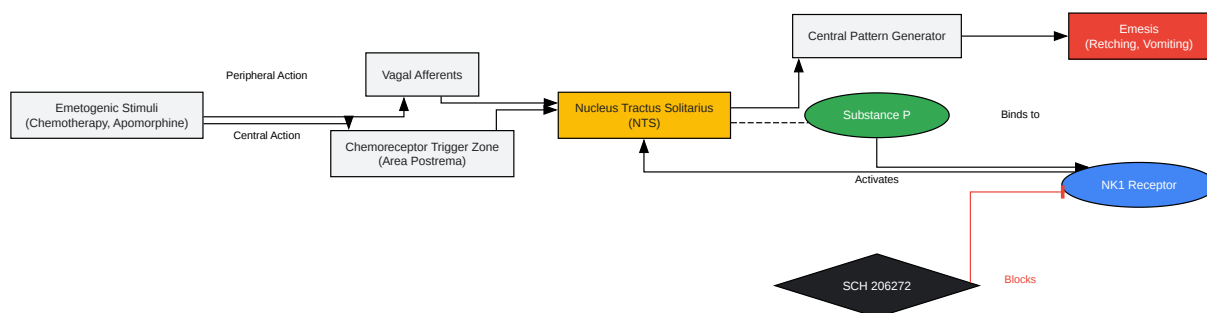 Central Pattern Generator
Emesis
(Retching, Vomiting)
Peripheral Action
Vagal Afferents
Emetogenic Stimuli
(Chemotherapy, Apomorphine)
Nucleus Tractus Solitarius
(NTS)
Substance P
Binds to
Central Action
Chemoreceptor Trigger Zone
(Area Postrema)
Activates
NK1 Receptor
SCH 206272
Blocks